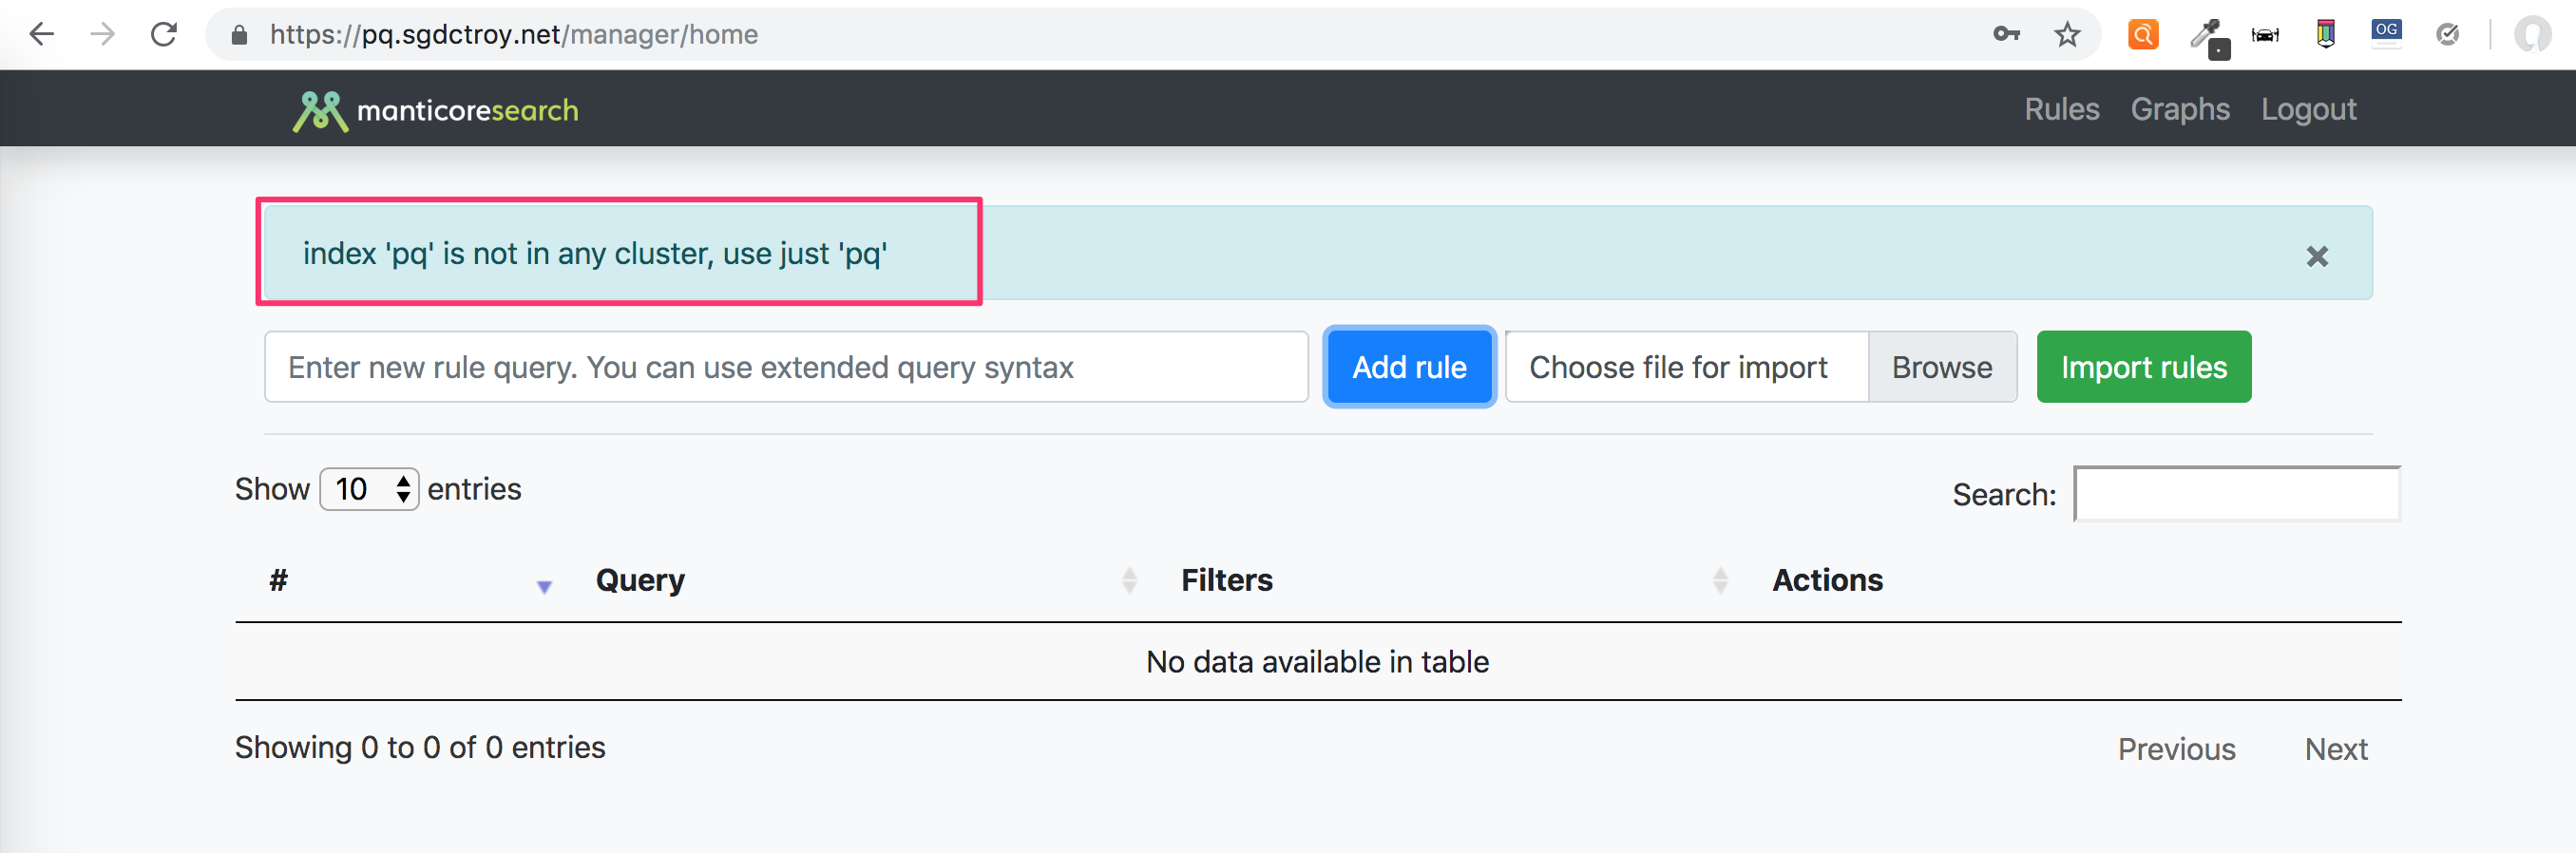 https://pq.sgdctroy.net/manager/home
OG
manticoresearch
Rules Graphs Logout
index 'pq' is not in any cluster, use just 'pq'
Enter new rule query. You can use extended query syntax
Add rule
Choose file for import
Browse
Import rules
Show 10 entries
Search:
# Query Filters Actions
No data available in table
Showing 0 to 0 of 0 entries
Previous Next